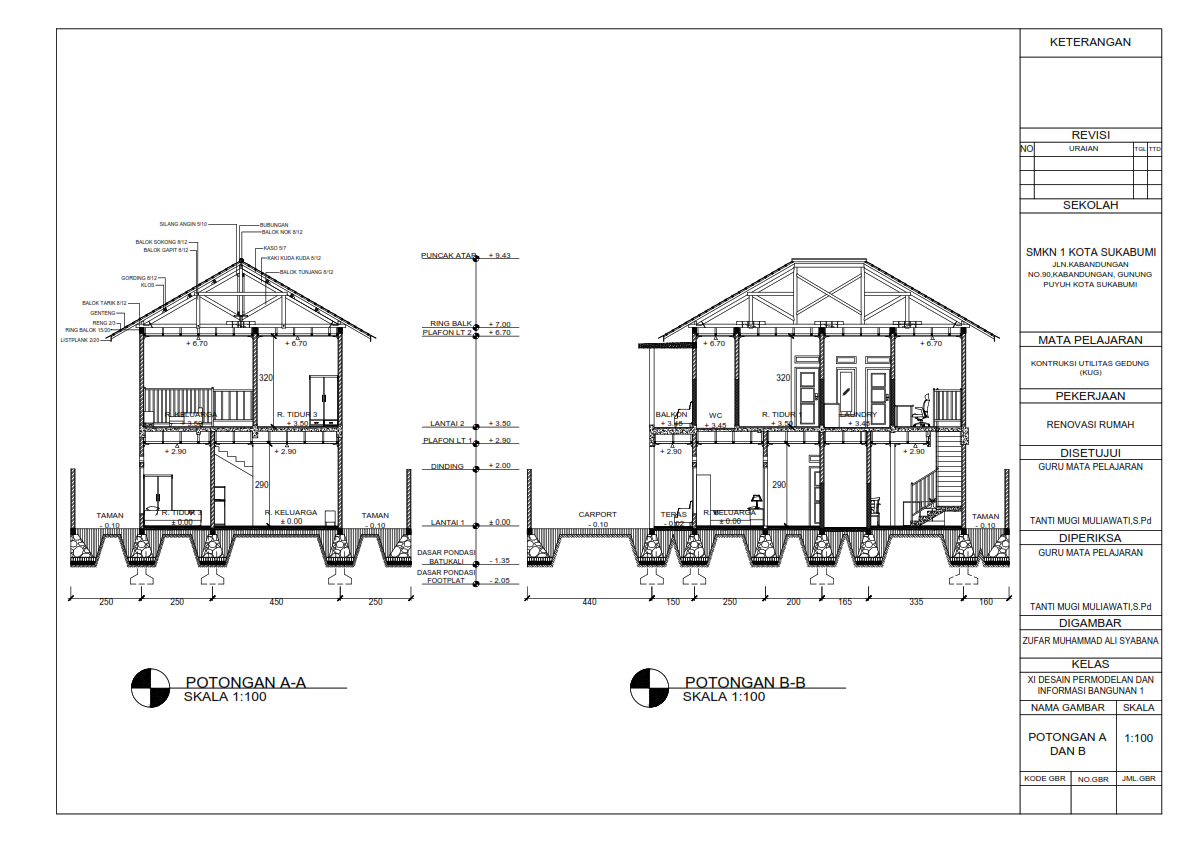 SILANG ANGIN 5/10
BUBUNGAN
BALOK NOK 8/12
BALOK SOKONG 8/12
BALOK GAPIT 8/12
KASO 5/7
KAKI KUDA KUDA 8/12
BALOK TUNJANG 8/12
GORDING 8/12
KLOS
BALOK TARIK 8/12
GENTENG
RENG 2/3
RING BALOK 15/20
LISTPLANK 2/20
+ 6.70
+ 6.70
320
R. KELUARGA
+ 3.50
R. TIDUR 3
+ 3.50
+ 2.90
+ 2.90
290
TAMAN
- 0.10
R. TIDUR 3
± 0.00
R. KELUARGA
± 0.00
TAMAN
- 0.10
250
250
450
250
PUNCAK ATAP + 9.43
RING BALK + 7.00
PLAFON LT 2 + 6.70
LANTAI 2 + 3.50
PLAFON LT 1 + 2.90
DINDING + 2.00
LANTAI 1 ± 0.00
DASAR PONDASI
BATUKALI - 1.35
DASAR PONDASI
FOOTPLAT - 2.05
+ 6.70
+ 6.70
320
BALKON
+ 3.45
WC
+ 3.45
R. TIDUR 1
+ 3.50
LAUNDRY
+ 3.45
+ 2.90
+ 2.90
290
CARPORT
- 0.10
TERAS
- 0.02
R. KELUARGA
± 0.00
TAMAN
- 0.10
440
150
250
200
165
335
160
POTONGAN A-A
SKALA 1:100
POTONGAN B-B
SKALA 1:100
KETERANGAN
REVISI
NO URAIAN TGL TTD
SEKOLAH
SMKN 1 KOTA SUKABUMI
JLN.KABANDUNGAN
NO.90,KABANDUNGAN, GUNUNG
PUYUH KOTA SUKABUMI
MATA PELAJARAN
KONTRUKSI UTILITAS GEDUNG
(KUG)
PEKERJAAN
RENOVASI RUMAH
DISETUJUI
GURU MATA PELAJARAN
TANTI MUGI MULIAWATI,S.Pd
DIPERIKSA
GURU MATA PELAJARAN
TANTI MUGI MULIAWATI,S.Pd
DIGAMBAR
ZUFAR MUHAMMAD ALI SYABANA
KELAS
XI DESAIN PERMODELAN DAN
INFORMASI BANGUNAN 1
NAMA GAMBAR SKALA
POTONGAN A
DAN B
1:100
KODE GBR NO.GBR JML.GBR